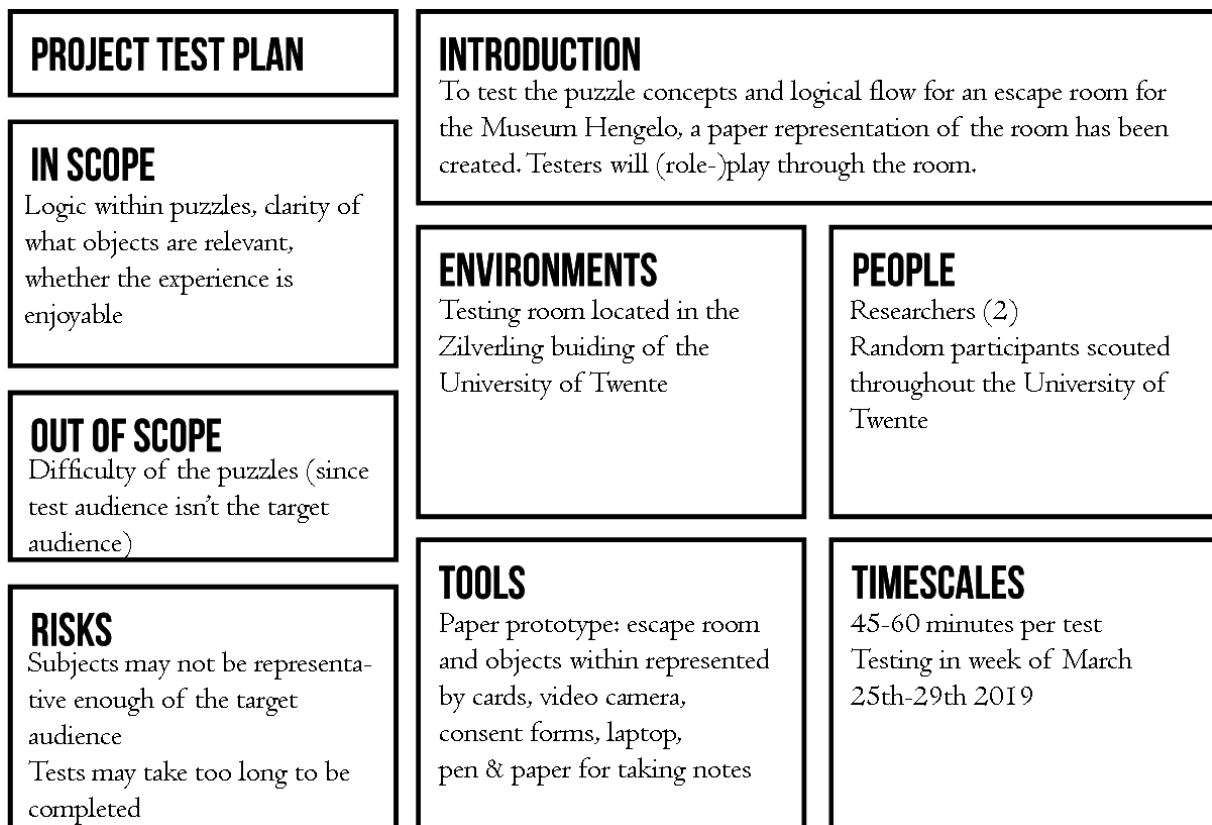 PROJECT TEST PLAN
INTRODUCTION
To test the puzzle concepts and logical flow for an escape room for
the Museum Hengelo, a paper representation of the room has been
created. Testers will (role-)play through the room.
IN SCOPE
Logic within puzzles, clarity of
what objects are relevant,
whether the experience is
enjoyable
ENVIRONMENTS
Testing room located in the
Zilverling buiding of the
University of Twente
PEOPLE
Researchers (2)
Random participants scouted
throughout the University of
Twente
OUT OF SCOPE
Difficulty of the puzzles (since
test audience isn't the target
audience)
RISKS
Subjects may not be representa-
tive enough of the target
audience
Tests may take too long to be
completed
TOOLS
Paper prototype: escape room
and objects within represented
by cards, video camera,
consent forms, laptop,
pen & paper for taking notes
TIMESCALES
45-60 minutes per test
Testing in week of March
25th-29th 2019